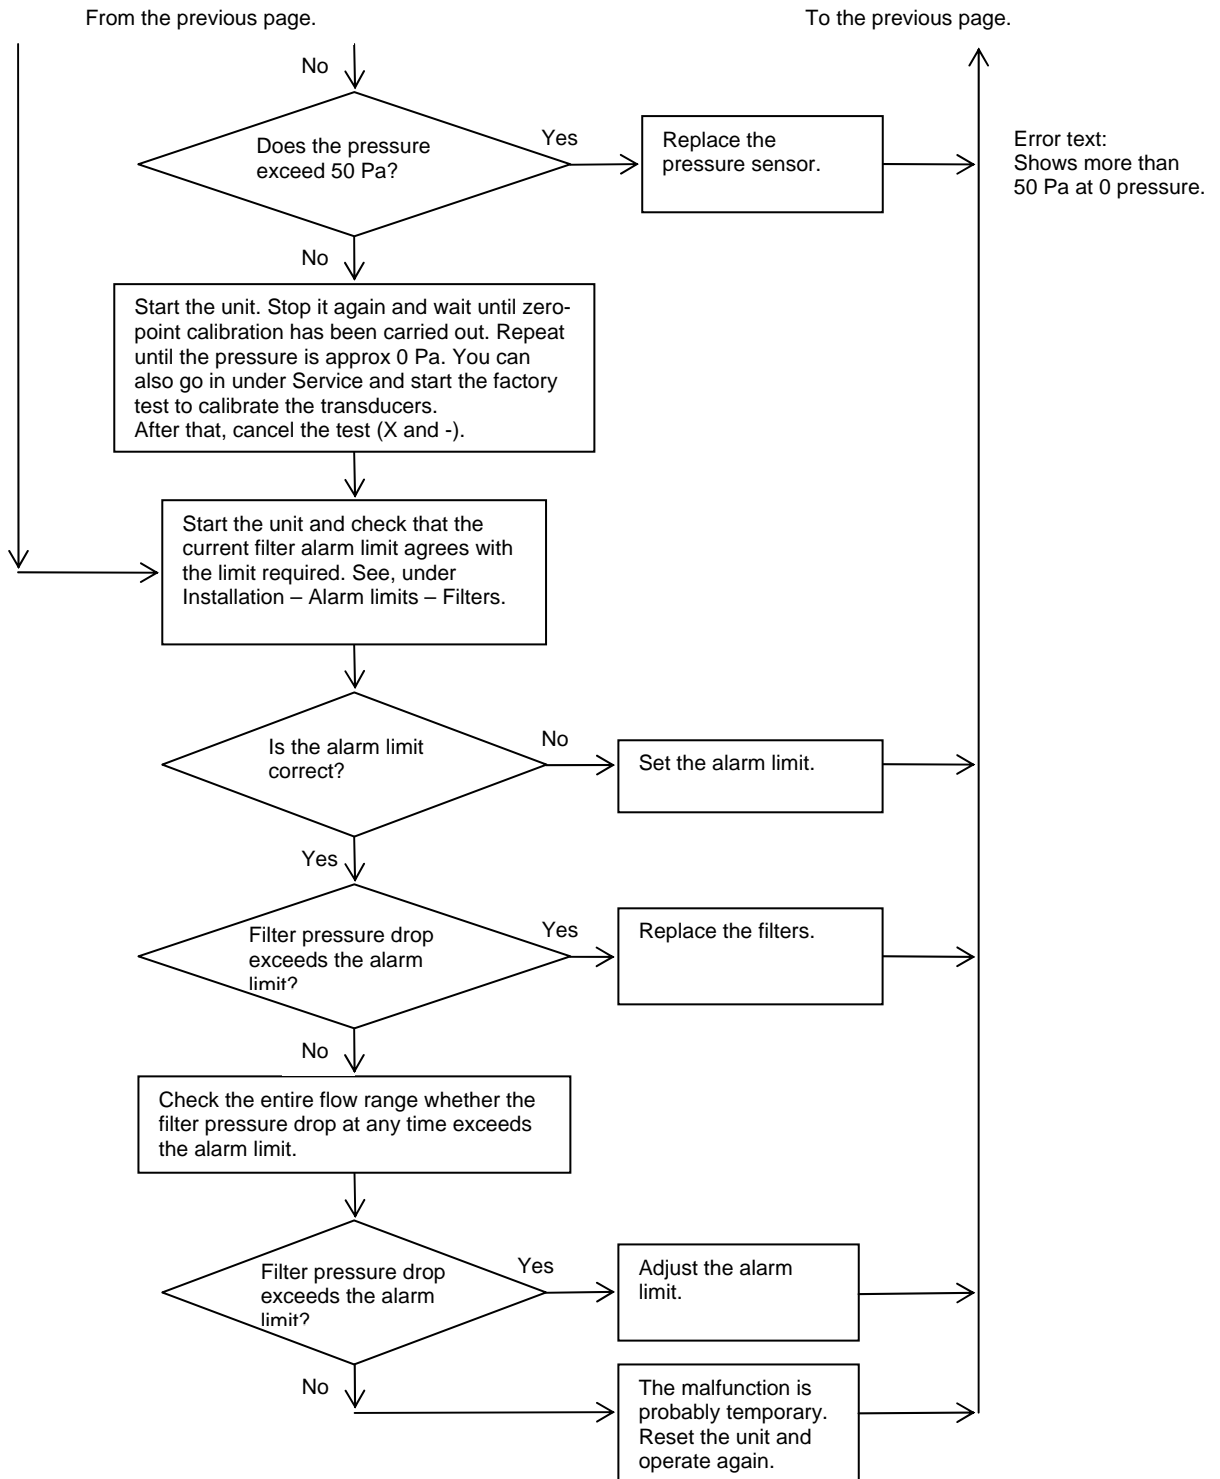 From the previous page.
To the previous page.
No
Does the pressure
exceed 50 Pa?
Yes
Replace the
pressure sensor.
Error text:
Shows more than
50 Pa at 0 pressure.
No
Start the unit. Stop it again and wait until zero-
point calibration has been carried out. Repeat
until the pressure is approx 0 Pa. You can
also go in under Service and start the factory
test to calibrate the transducers.
After that, cancel the test (X and -).
Start the unit and check that the
current filter alarm limit agrees with
the limit required. See, under
Installation – Alarm limits – Filters.
Is the alarm limit
correct?
No
Set the alarm limit.
Yes
Filter pressure drop
exceeds the alarm
limit?
Yes
Replace the filters.
No
Check the entire flow range whether the
filter pressure drop at any time exceeds
the alarm limit.
Filter pressure drop
exceeds the alarm
limit?
Yes
Adjust the alarm
limit.
No
The malfunction is
probably temporary.
Reset the unit and
operate again.